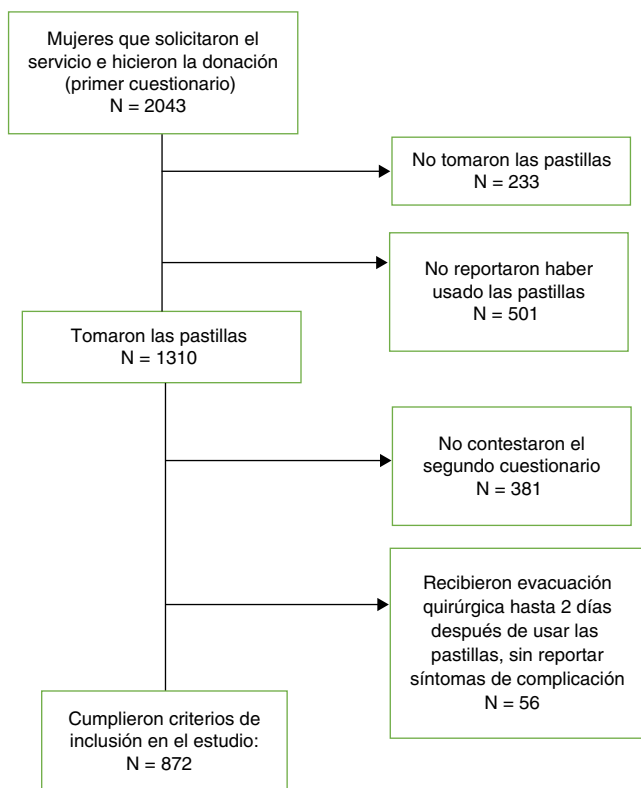 Mujeres que solicitaron el
servicio e hicieron la donación
(primer cuestionario)
N = 2043
No tomaron las pastillas
N = 233
No reportaron haber
usado las pastillas
N = 501
Tomaron las pastillas
N = 1310
No contestaron el
segundo cuestionario
N = 381
Recibieron evacuación
quirúrgica hasta 2 días
después de usar las
pastillas, sin reportar
síntomas de complicación
N = 56
Cumplieron criterios de
inclusión en el estudio:
N = 872